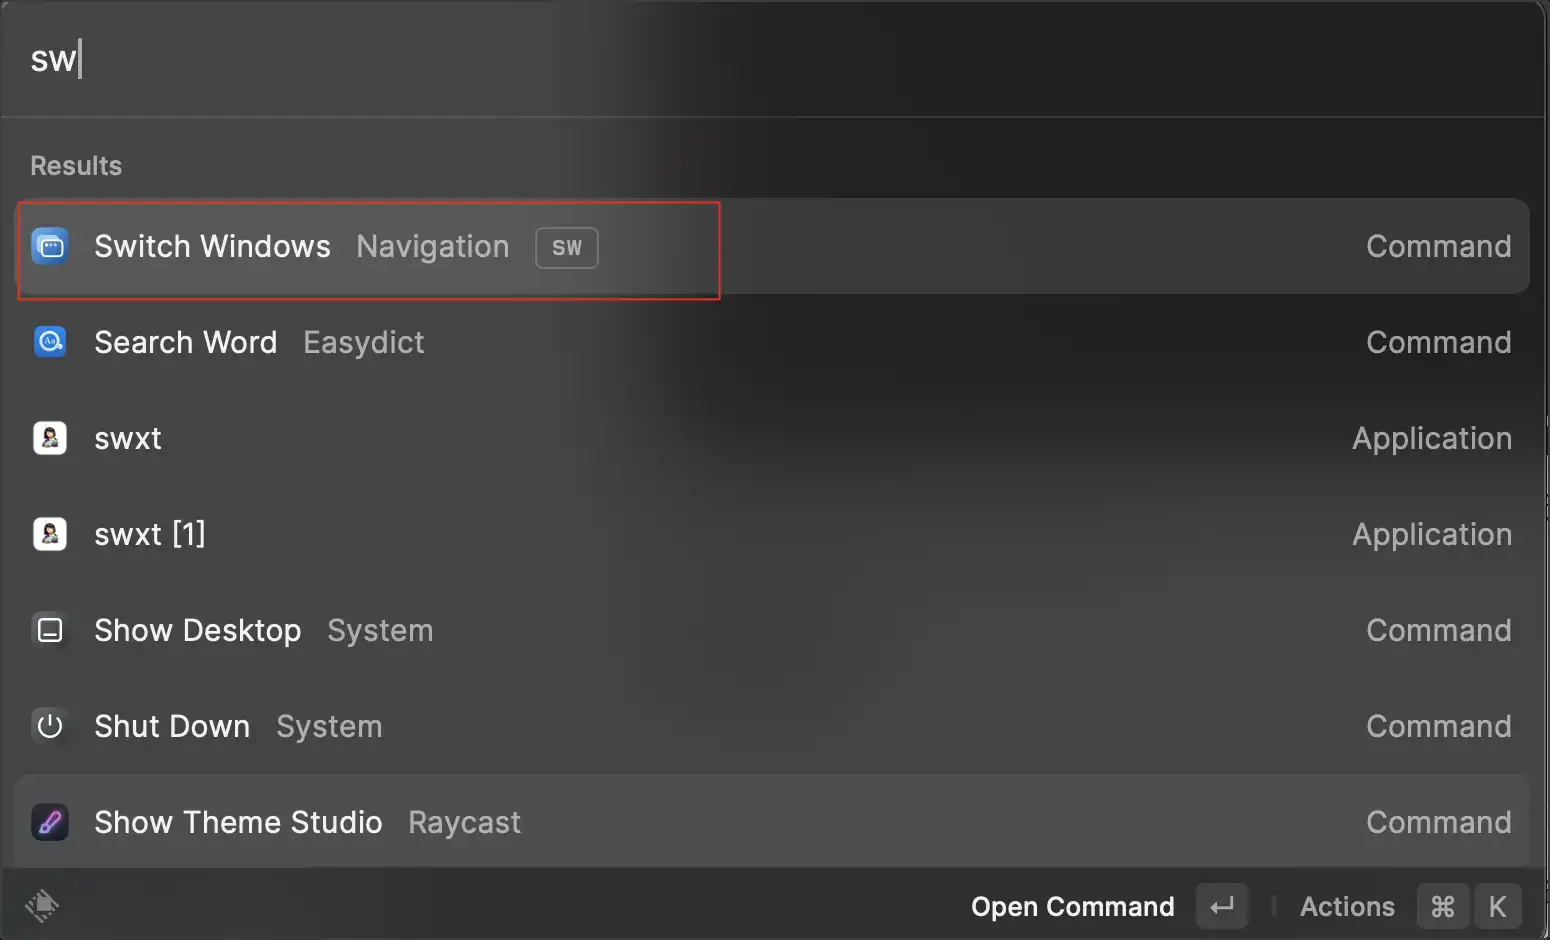 sw
Results
Switch Windows Navigation SW Command
Search Word Easydict Command
swxt Application
swxt [1] Application
Show Desktop System Command
Shut Down System Command
Show Theme Studio Raycast Command
Open Command ↵ Actions ⌘ K